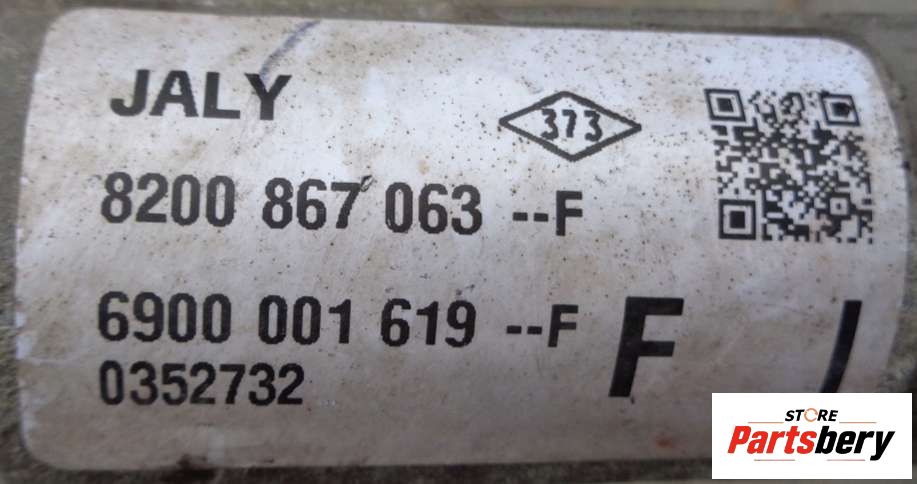 JALY
373
8200 867 063 --F
6900 001 619 --F
0352732
F
STORE
Partsbery